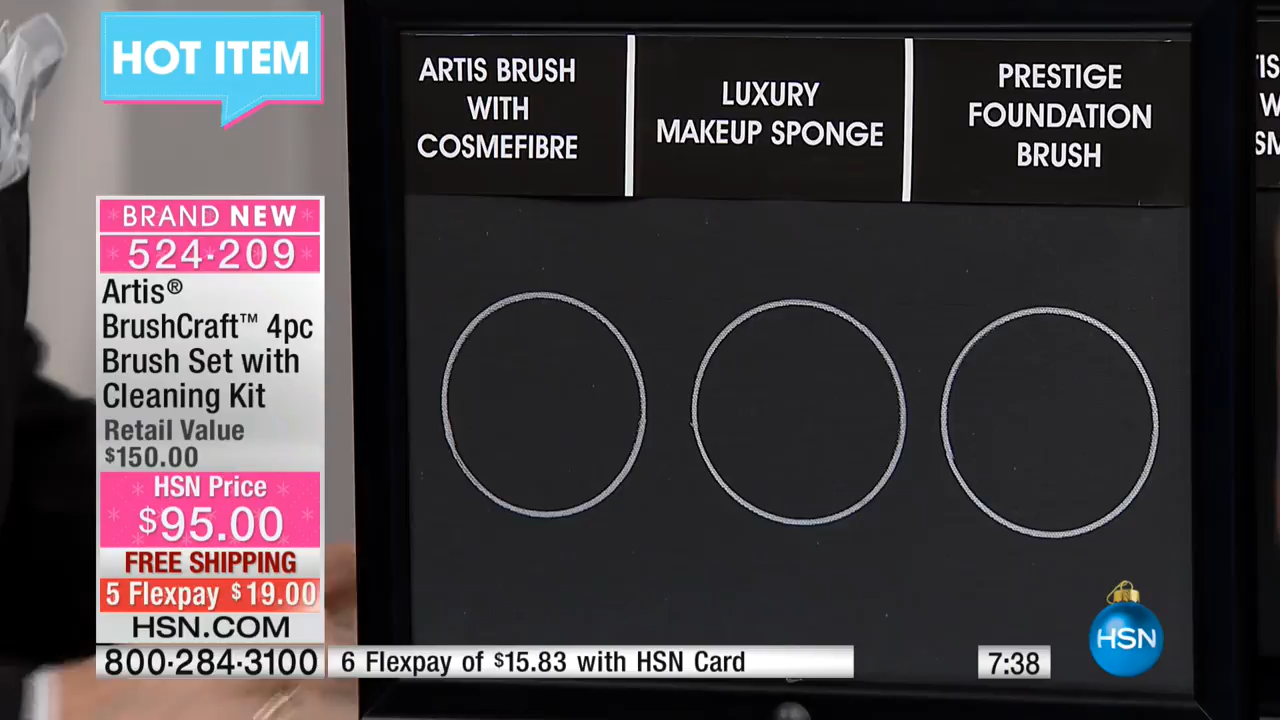 HOT ITEM
BRAND NEW
524·209
Artis®
BrushCraft™ 4pc
Brush Set with
Cleaning Kit
Retail Value
$150.00
HSN Price
$95.00
FREE SHIPPING
5 Flexpay $19.00
HSN.COM
800·284·3100
6 Flexpay of $15.83 with HSN Card
7:38
HSN
ARTIS BRUSH
WITH
COSMEFIBRE
LUXURY
MAKEUP SPONGE
PRESTIGE
FOUNDATION
BRUSH